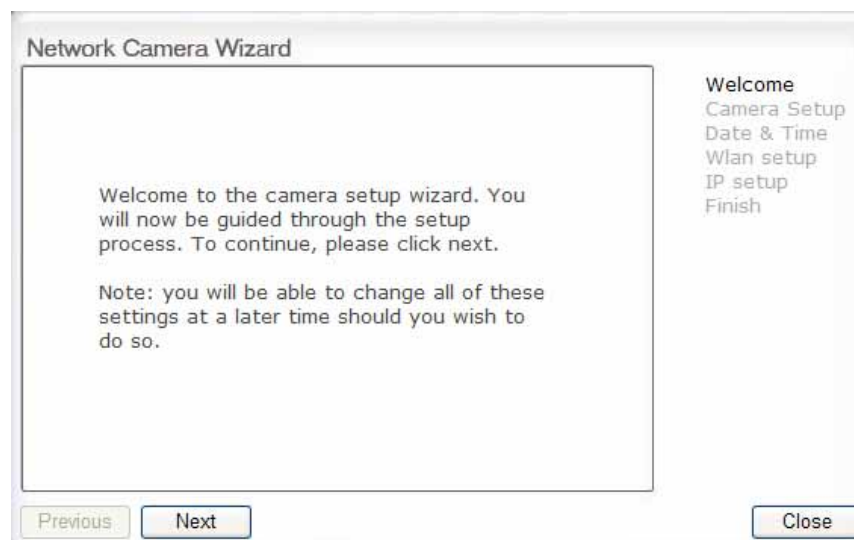 Network Camera Wizard
Welcome to the camera setup wizard. You
will now be guided through the setup
process. To continue, please click next.
Note: you will be able to change all of these
settings at a later time should you wish to
do so.
Welcome
Camera Setup
Date & Time
Wlan setup
IP setup
Finish
Previous
Next
Close